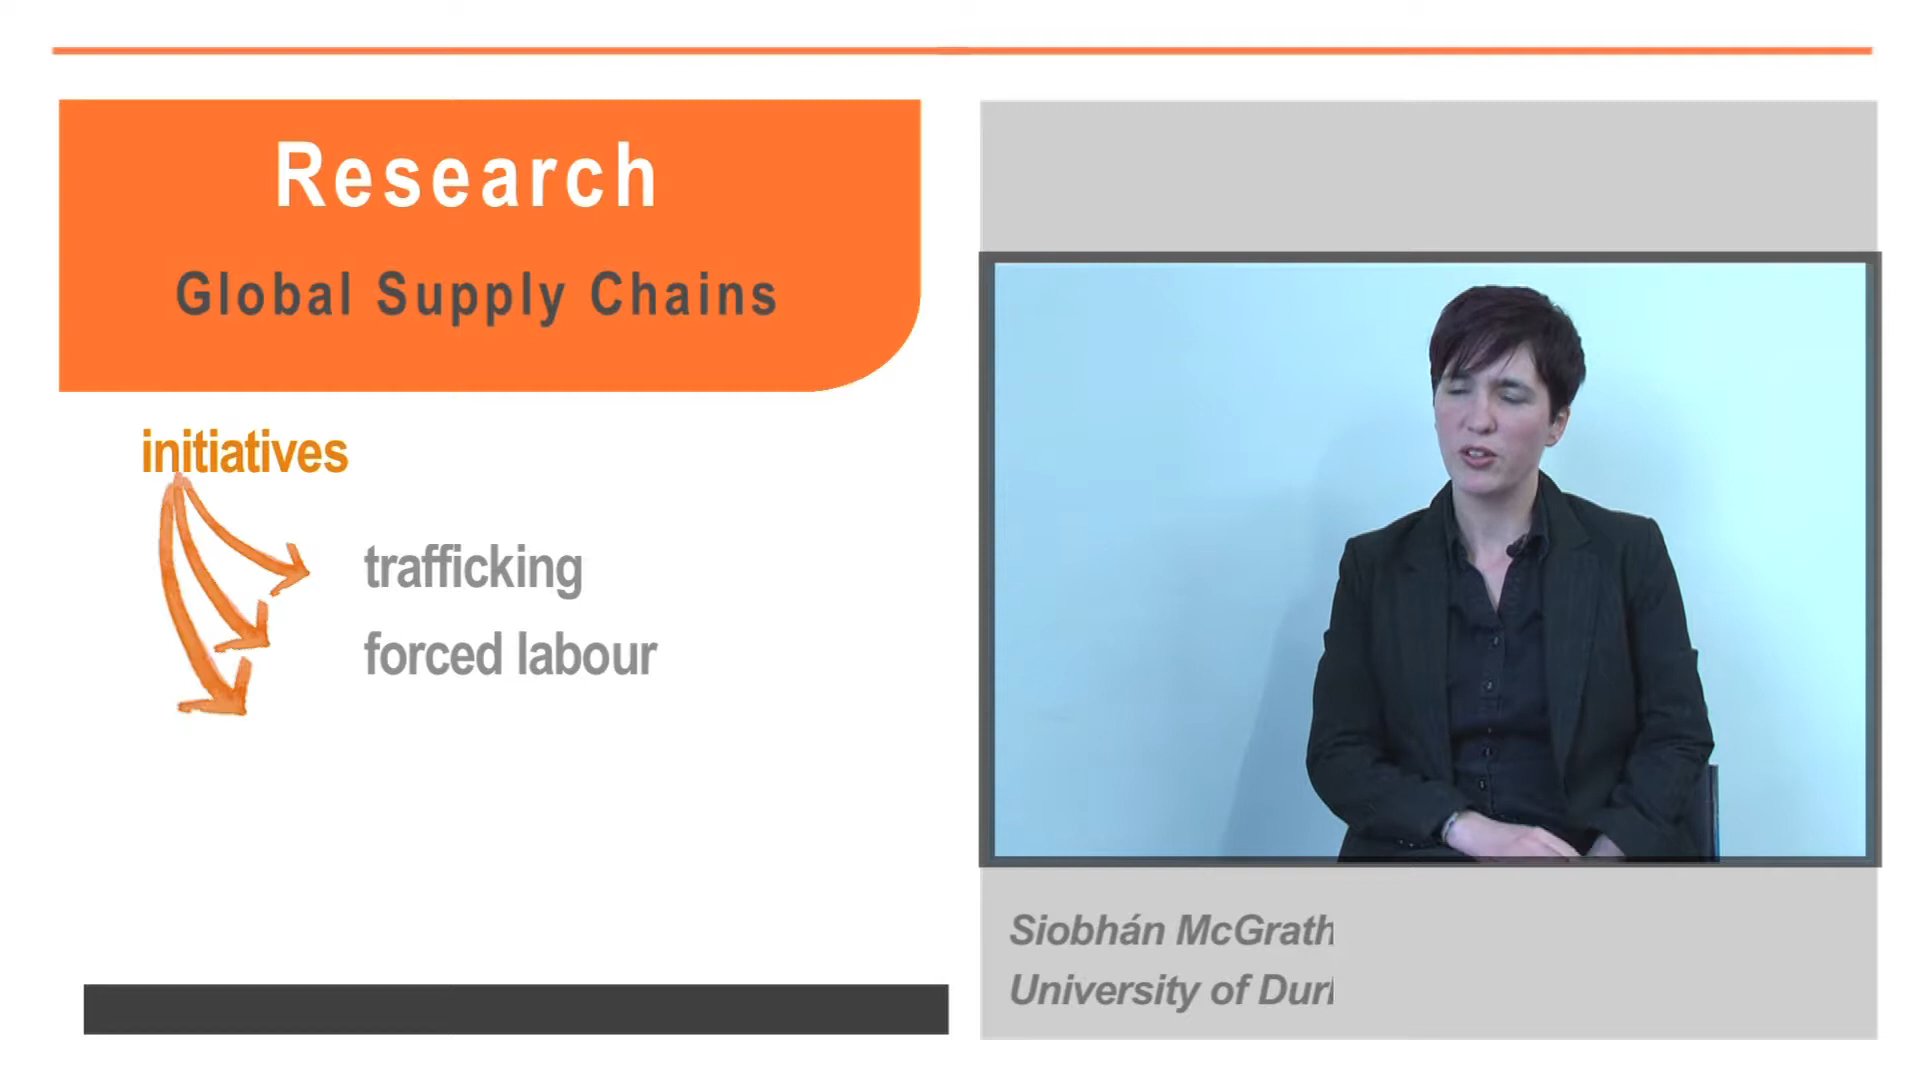 Research
Global Supply Chains
initiatives
trafficking
forced labour
Siobhán McGrath
University of